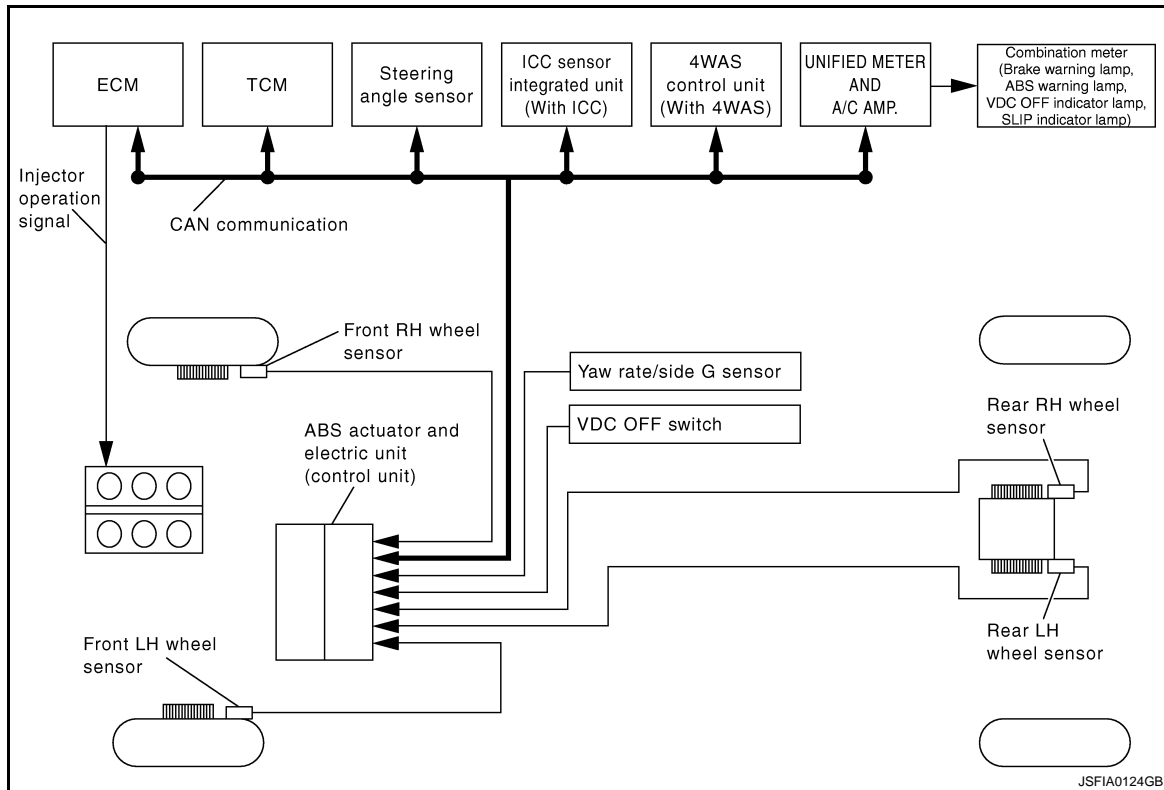 ECM
TCM
Steering
angle sensor
ICC sensor
integrated unit
(With ICC)
4WAS
control unit
(With 4WAS)
UNIFIED METER
AND
A/C AMP.
Combination meter
(Brake warning lamp,
ABS warning lamp,
VDC OFF indicator lamp,
SLIP indicator lamp)
Injector
operation
signal
CAN communication
Front RH wheel
sensor
Yaw rate/side G sensor
VDC OFF switch
Rear RH wheel
sensor
ABS actuator and
electric unit
(control unit)
Front LH wheel
sensor
Rear LH
wheel sensor
JSFIA0124GB